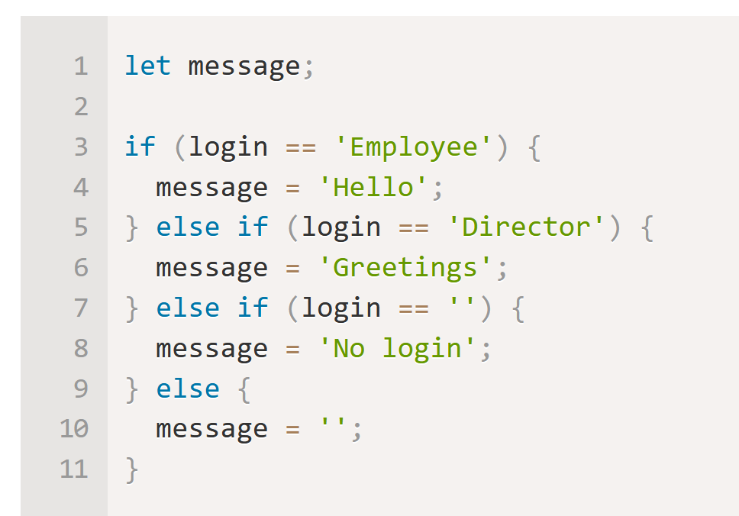 1 let message;
2
3 if (login == 'Employee') {
4   message = 'Hello';
5 } else if (login == 'Director') {
6   message = 'Greetings';
7 } else if (login == '') {
8   message = 'No login';
9 } else {
10   message = '';
11 }